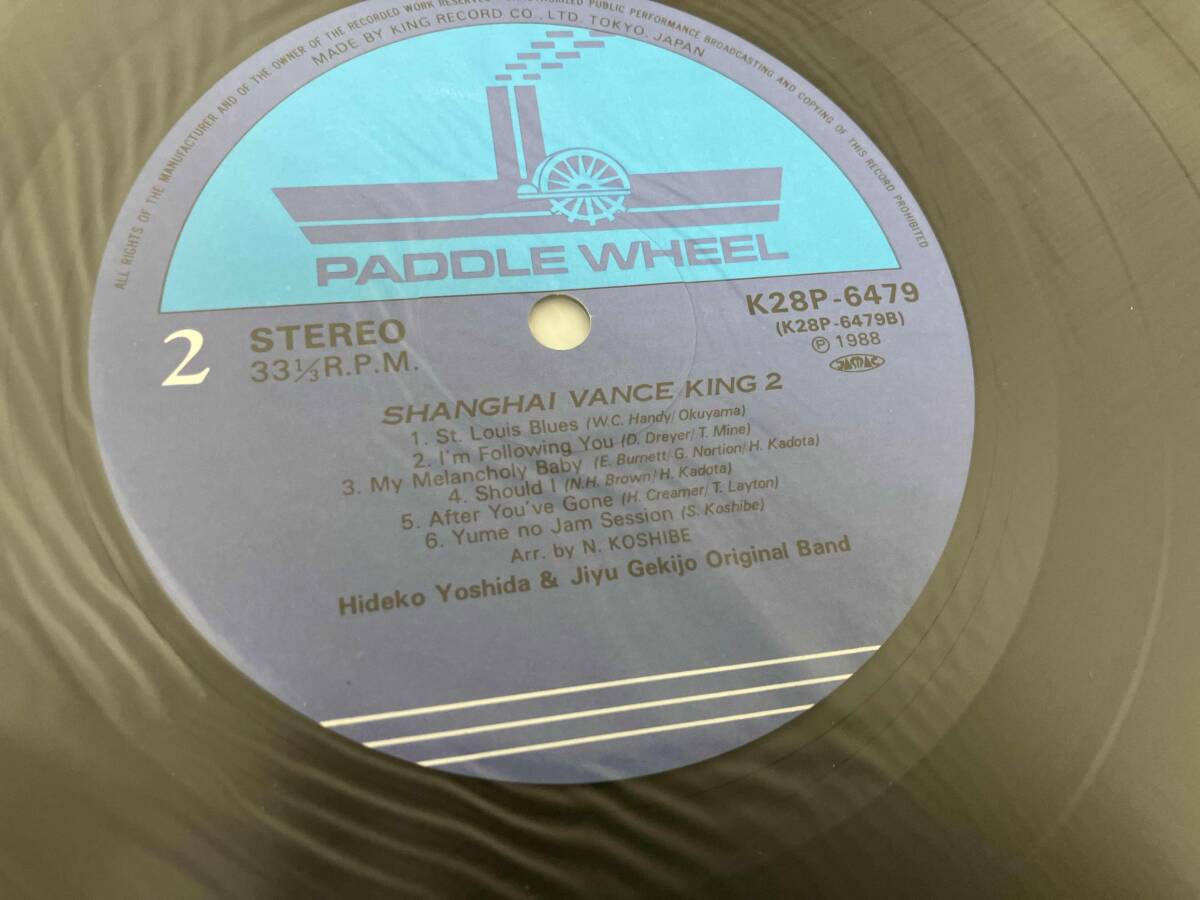 ALL RIGHTS OF THE MANUFACTURER AND OF THE OWNER OF THE RECORDED WORK RESERVED PUBLIC PERFORMANCE BROADCASTING AND COPYING OF THIS RECORD PROHIBITED
MADE BY KING RECORD CO., LTD. TOKYO, JAPAN
PADDLE WHEEL
2
STEREO
33 1/3 R.P.M.
K28P-6479
(K28P-6479B)
Ⓟ 1988
JASRAC
SHANGHAI VANCE KING 2
1. St. Louis Blues (W.C. Handy/Okuyama)
2. I'm Following You (D. Dreyer/T. Mine)
3. My Melancholy Baby (E. Burnett/G. Nortion/H. Kadota)
4. Should I (N.H. Brown/H. Kadota)
5. After You've Gone (H. Creamer/T. Layton)
6. Yume no Jam Session (S. Koshibe)
Arr. by N. KOSHIBE
Hideko Yoshida & Jiyu Gekijo Original Band